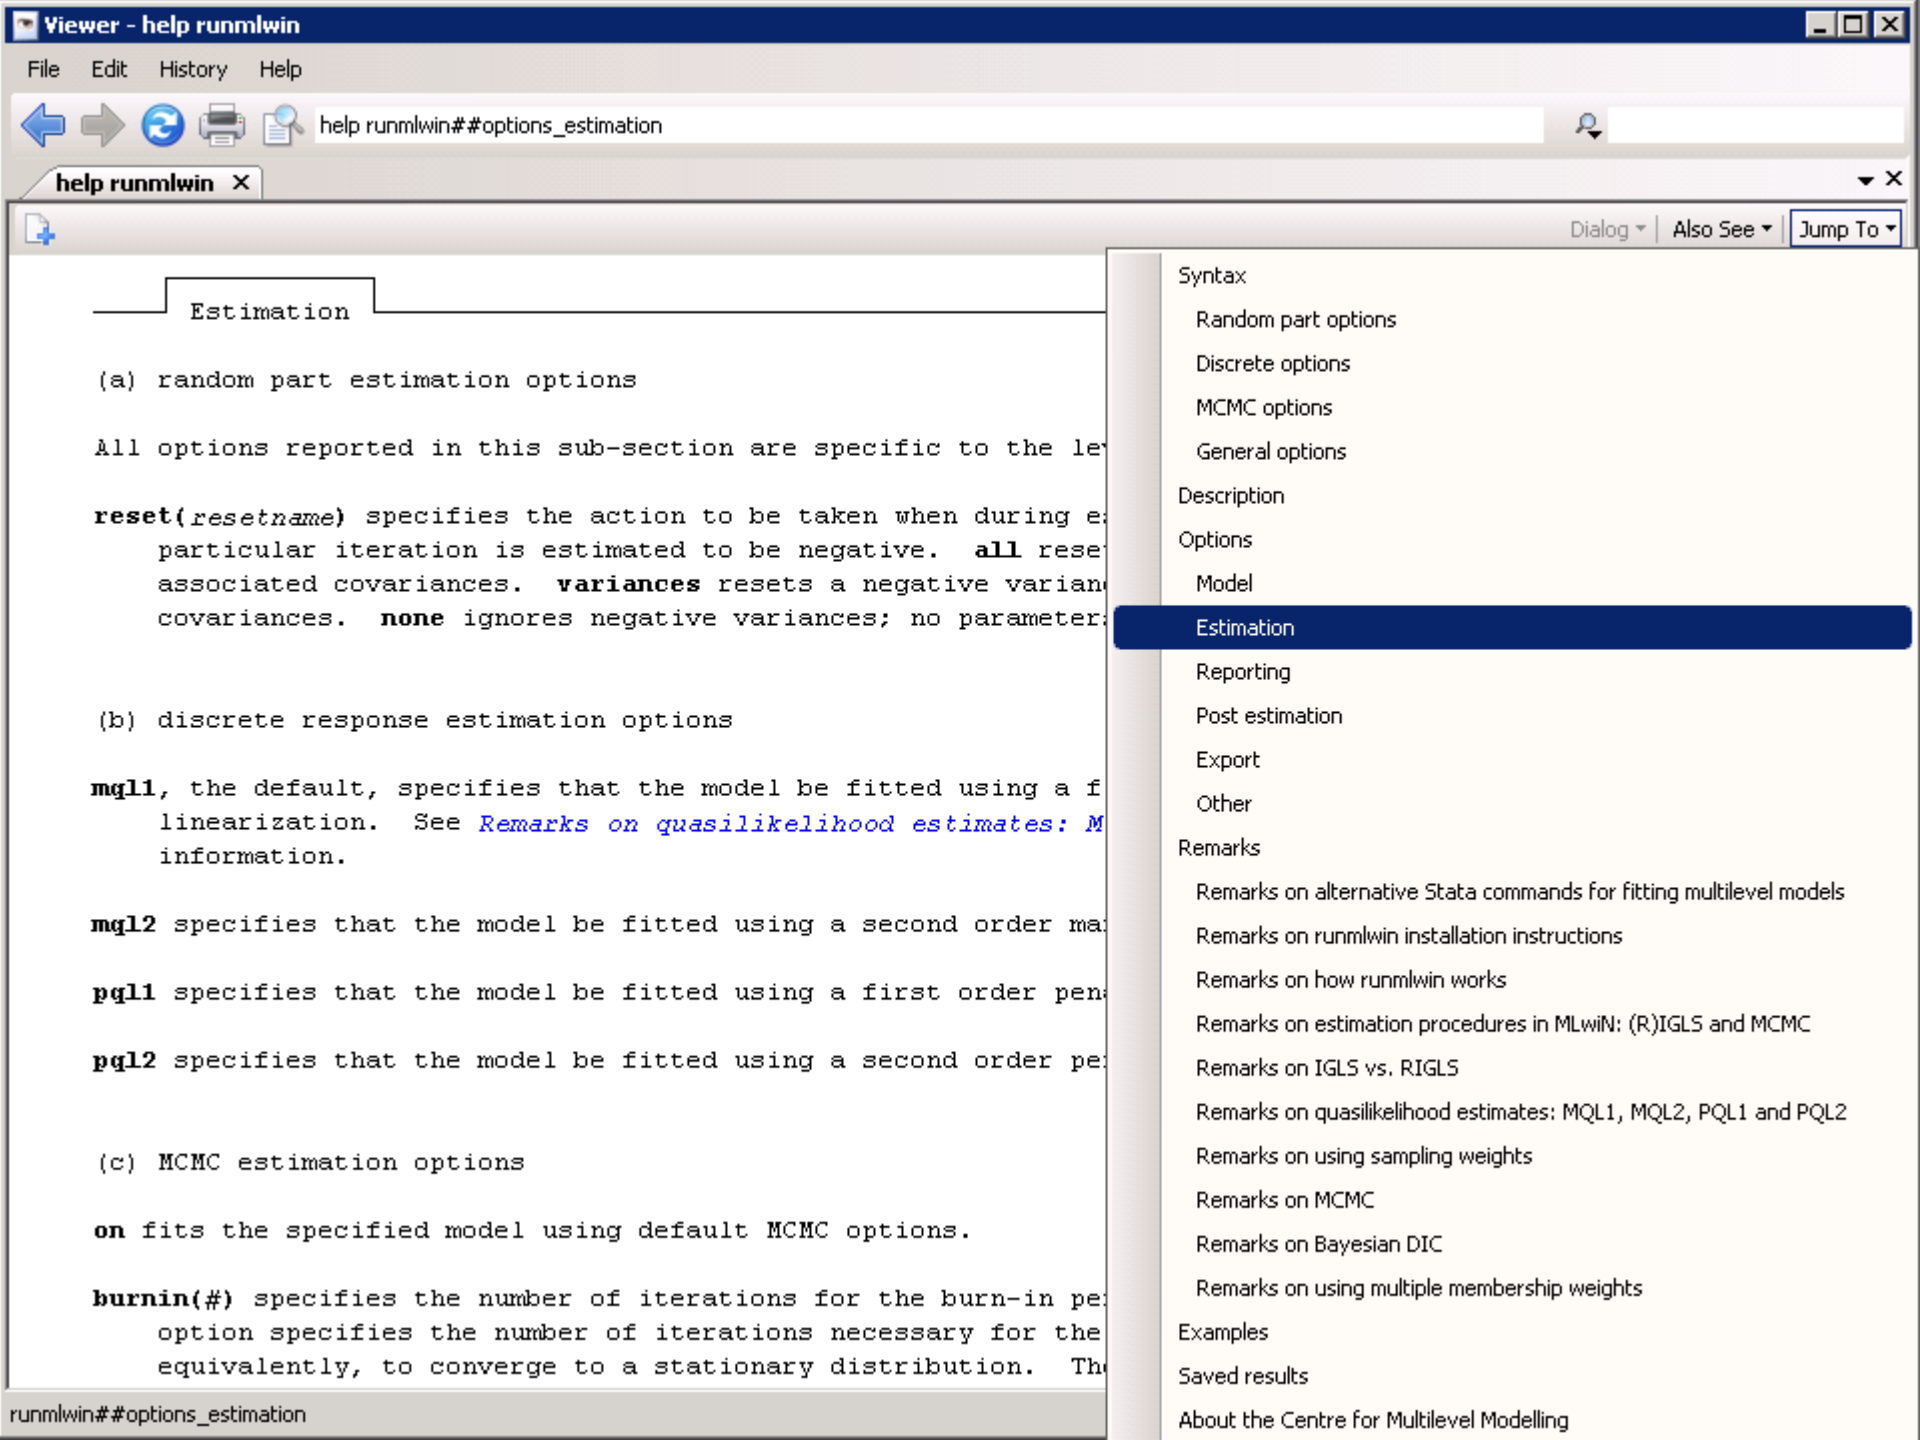 Viewer - help runmlwin
File Edit History Help
help runmlwin##options_estimation
help runmlwin
Dialog Also See Jump To
Estimation
(a) random part estimation options
All options reported in this sub-section are specific to the
reset(resetname) specifies the action to be taken when during
particular iteration is estimated to be negative. all
associated covariances. variances resets a negative
covariances. none ignores negative variances; no
(b) discrete response estimation options
mql1, the default, specifies that the model be fitted using a
linearization. See Remarks on quasilikelihood estimates:
information.
mql2 specifies that the model be fitted using a second order
pql1 specifies that the model be fitted using a first order
pql2 specifies that the model be fitted using a second order
(c) MCMC estimation options
on fits the specified model using default MCMC options.
burnin(#) specifies the number of iterations for the burn-in
option specifies the number of iterations necessary for the
equivalently, to converge to a stationary distribution.
runmlwin##options_estimation
Syntax
Random part options
Discrete options
MCMC options
General options
Description
Options
Model
Estimation
Reporting
Post estimation
Export
Other
Remarks
Remarks on alternative Stata commands for fitting multilevel models
Remarks on runmlwin installation instructions
Remarks on how runmlwin works
Remarks on estimation procedures in MLwiN: (R)IGLS and MCMC
Remarks on IGLS vs. RIGLS
Remarks on quasilikelihood estimates: MQL1, MQL2, PQL1 and PQL2
Remarks on using sampling weights
Remarks on MCMC
Remarks on Bayesian DIC
Remarks on using multiple membership weights
Examples
Saved results
About the Centre for Multilevel Modelling